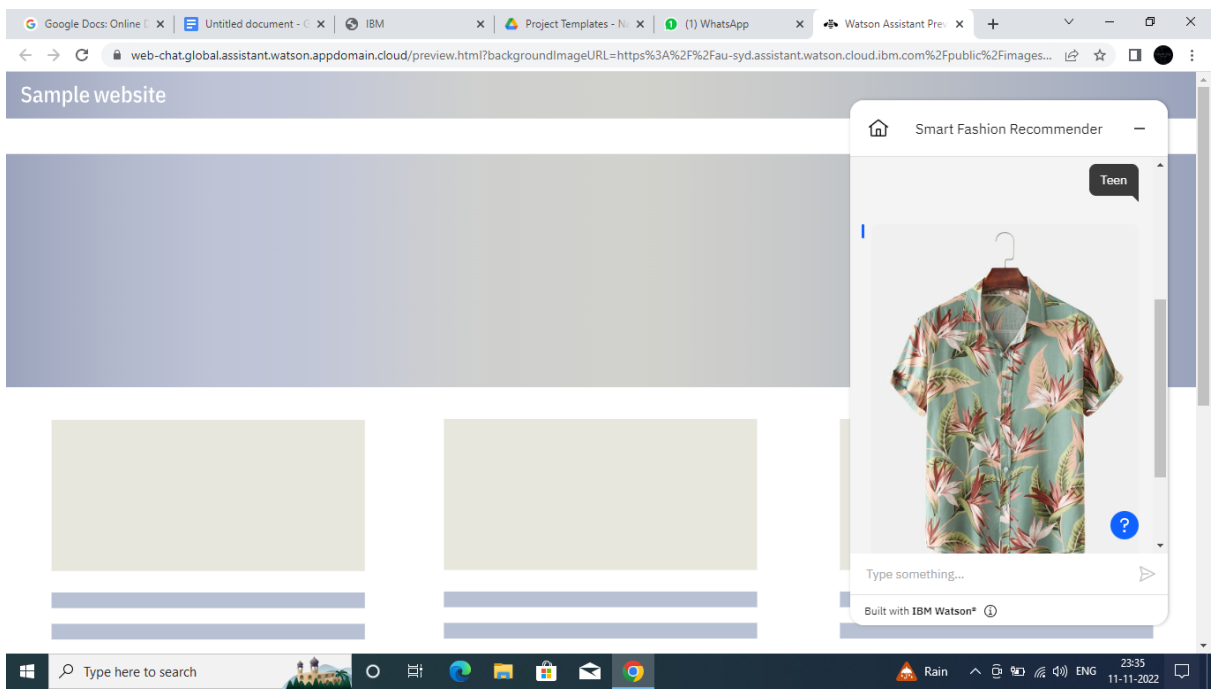 Google Docs: Online D
Untitled document - G
IBM
Project Templates - Na
(1) WhatsApp
Watson Assistant Prev
web-chat.global.assistant.watson.appdomain.cloud/preview.html?backgroundImageURL=https%3A%2F%2Fau-syd.assistant.watson.cloud.ibm.com%2Fpublic%2Fimages...
Sample website
Smart Fashion Recommender
Teen
?
Type something...
Built with IBM Watson®
Type here to search
Rain
ENG
23:35
11-11-2022